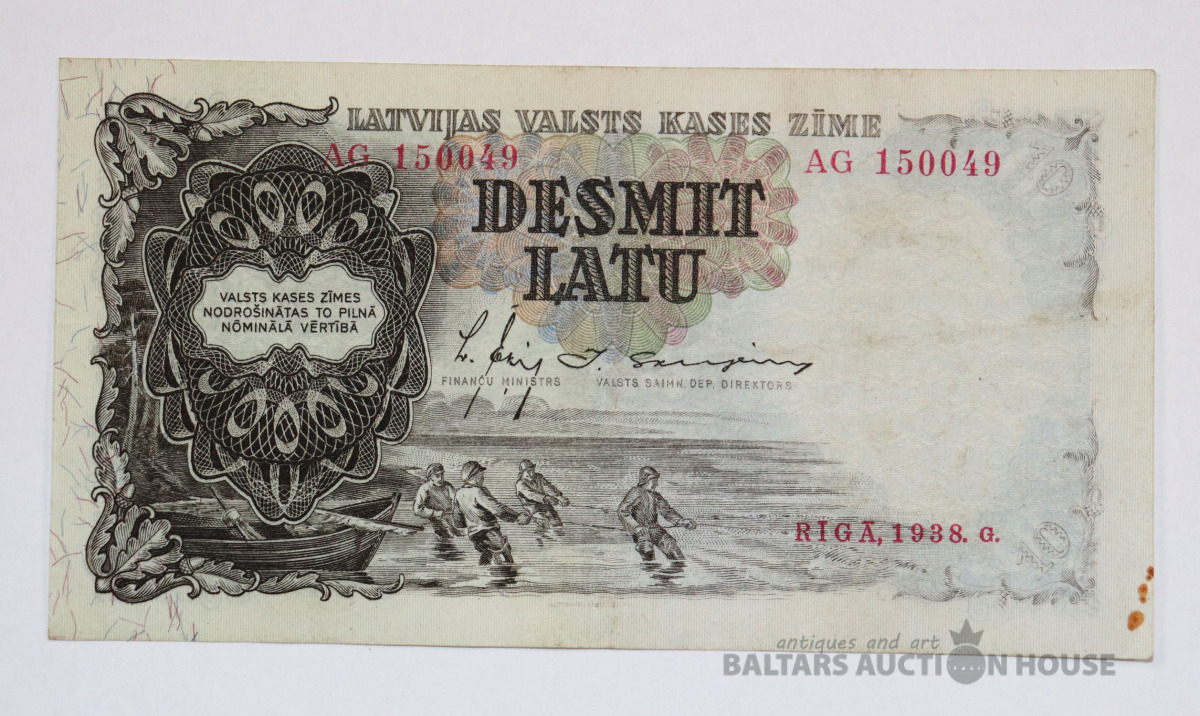 LATVIJAS VALSTS KASES ZĪME
AG 150049 AG 150049
DESMIT
LATU
VALSTS KASES ZĪMES
NODROŠINĀTAS TO PILNĀ
NŌMINĀLĀ VĒRTĪBĀ
FINANČU MINISTRS VALSTS SAIMN. DEP. DIREKTORS
RĪGĀ, 1938. G.
antiques and art
BALTARS AUCTION HOUSE